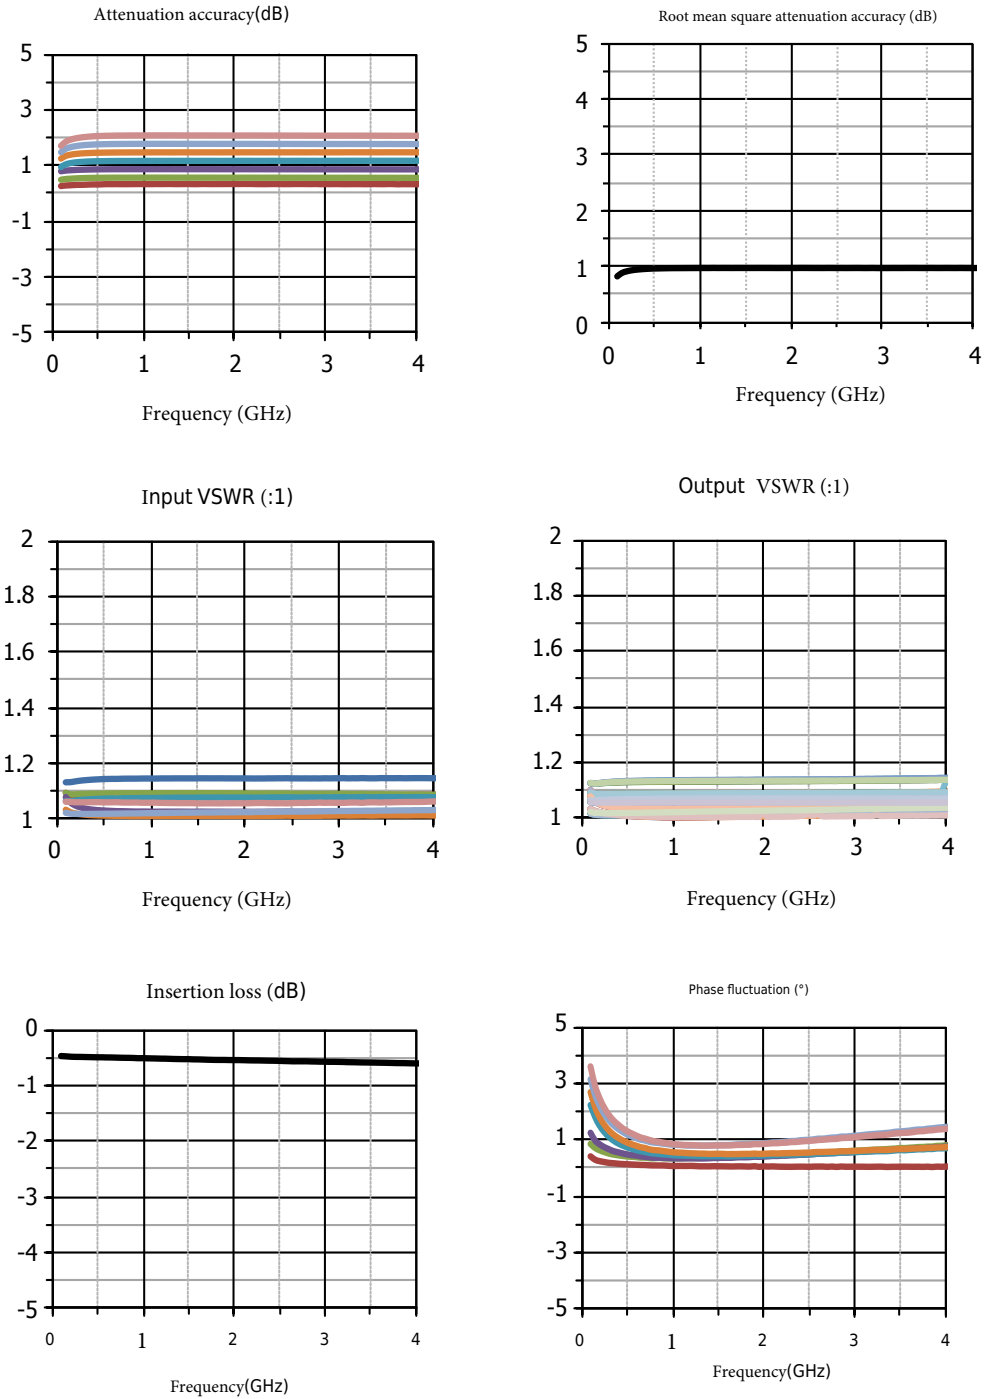 Attenuation accuracy(dB)
5
3
1
-1
-3
-5
0 1 2 3 4
Frequency (GHz)
Root mean square attenuation accuracy (dB)
5
4
3
2
1
0
0 1 2 3 4
Frequency (GHz)
Input VSWR (:1)
2
1.8
1.6
1.4
1.2
1
0 1 2 3 4
Frequency (GHz)
Output VSWR (:1)
2
1.8
1.6
1.4
1.2
1
0 1 2 3 4
Frequency (GHz)
Insertion loss (dB)
0
-1
-2
-3
-4
-5
0 1 2 3 4
Frequency(GHz)
Phase fluctuation (°)
5
3
1
-1
-3
-5
0 1 2 3 4
Frequency(GHz)